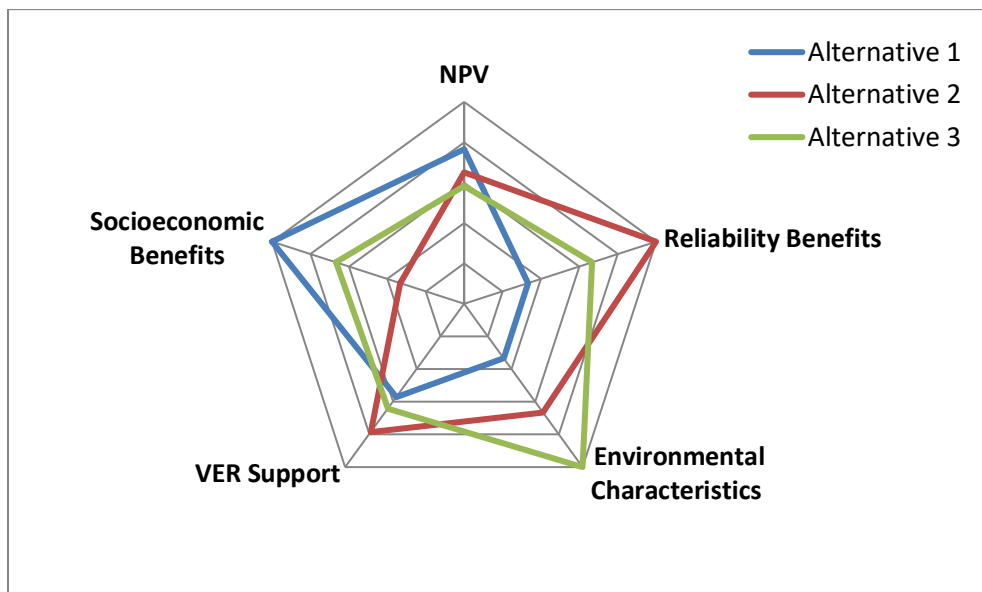 NPV
Alternative 1
Alternative 2
Alternative 3
Socioeconomic
Benefits
Reliability Benefits
VER Support
Environmental
Characteristics